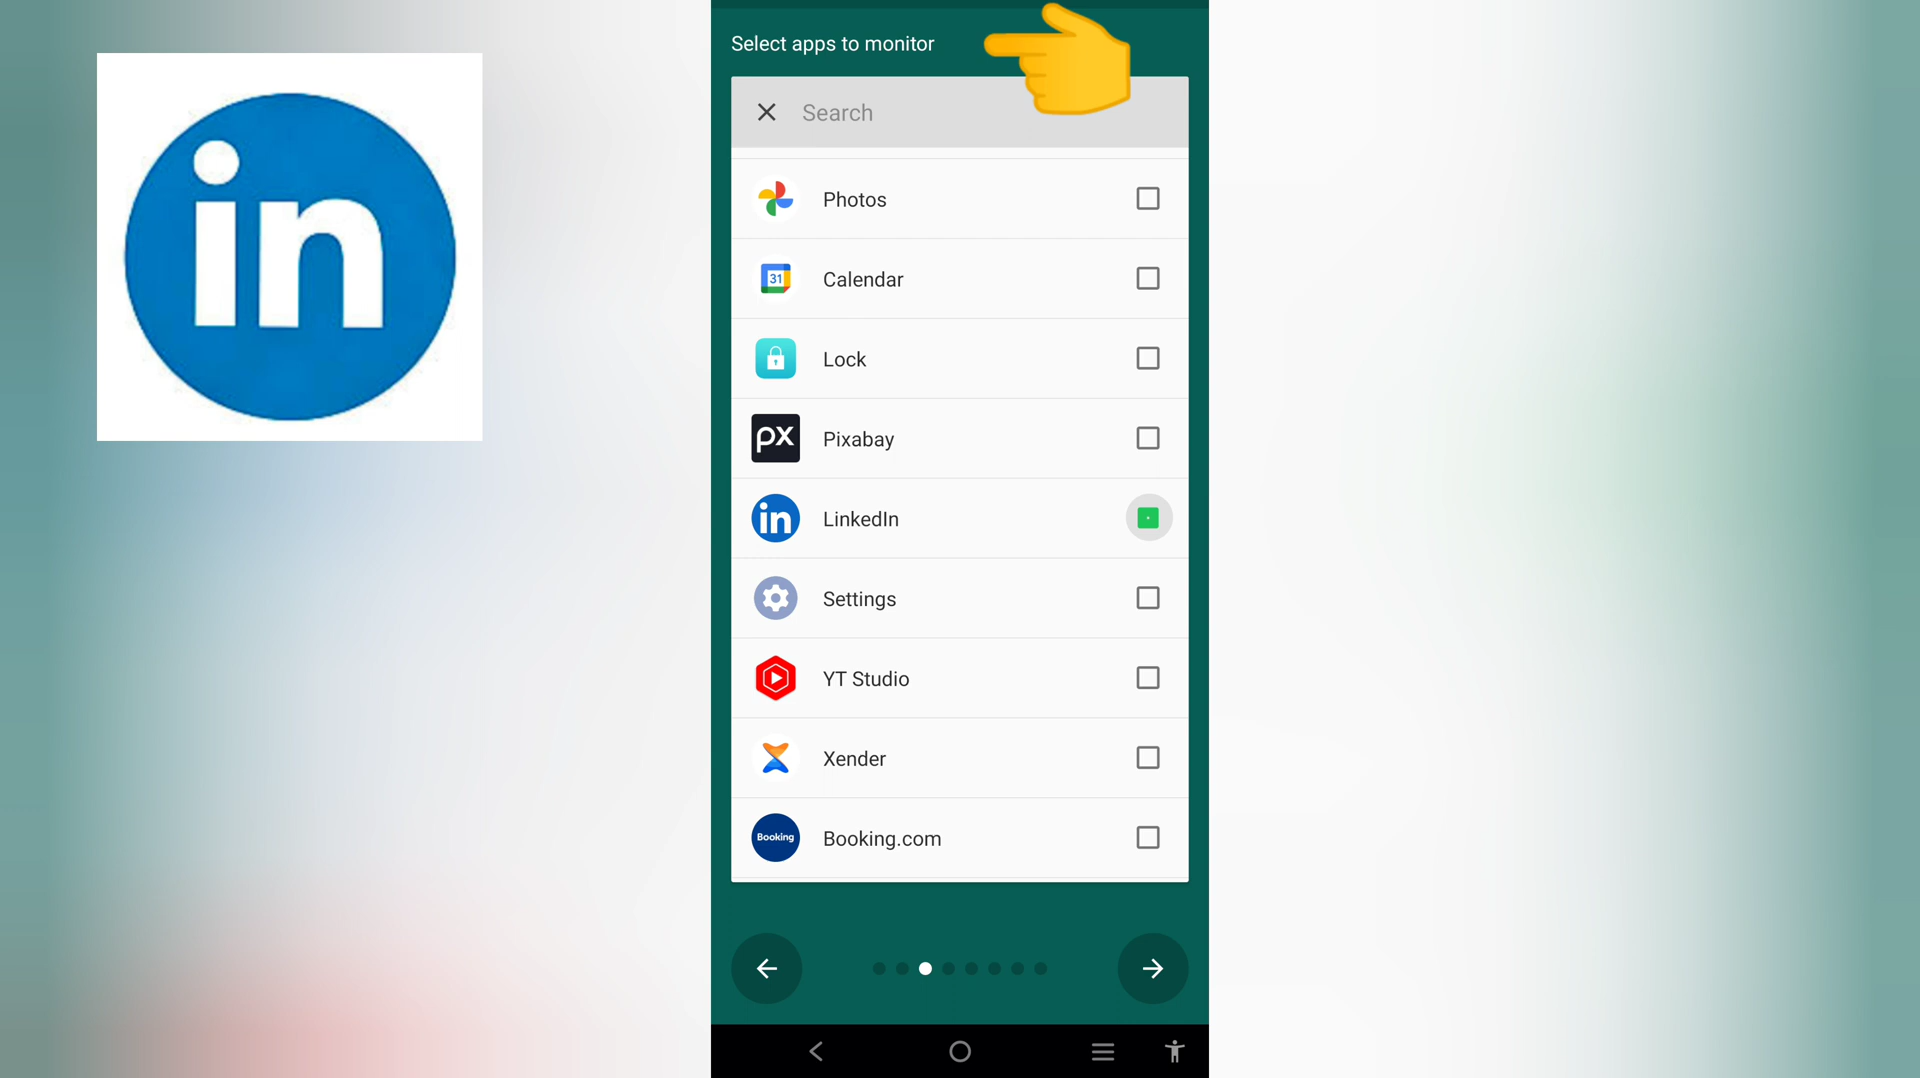 in
Select apps to monitor
Search
Photos
31
Calendar
Lock
px
Pixabay
in
LinkedIn
Settings
YT Studio
Xender
Booking
Booking.com